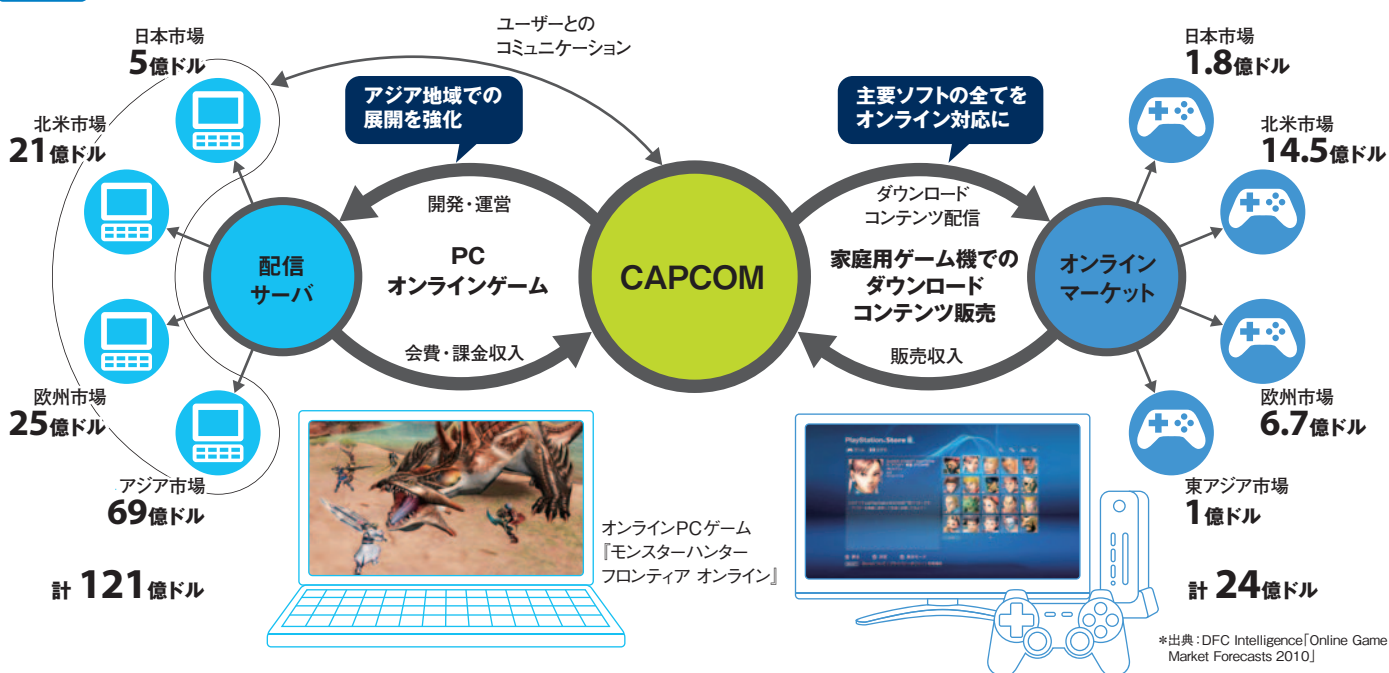 ユーザーとの
コミュニケーション
日本市場
5億ドル
北米市場
21億ドル
欧州市場
25億ドル
アジア市場
69億ドル
計 121億ドル
配信
サーバ
アジア地域での
展開を強化
開発・運営
PC
オンラインゲーム
会費・課金収入
CAPCOM
主要ソフトの全てを
オンライン対応に
ダウンロード
コンテンツ配信
家庭用ゲーム機での
ダウンロード
コンテンツ販売
販売収入
オンライン
マーケット
日本市場
1.8億ドル
北米市場
14.5億ドル
欧州市場
6.7億ドル
東アジア市場
1億ドル
計 24億ドル
オンラインPCゲーム
『モンスターハンター
フロンティア オンライン』
PlayStation.Store
*出典:DFC Intelligence「Online Game
Market Forecasts 2010」